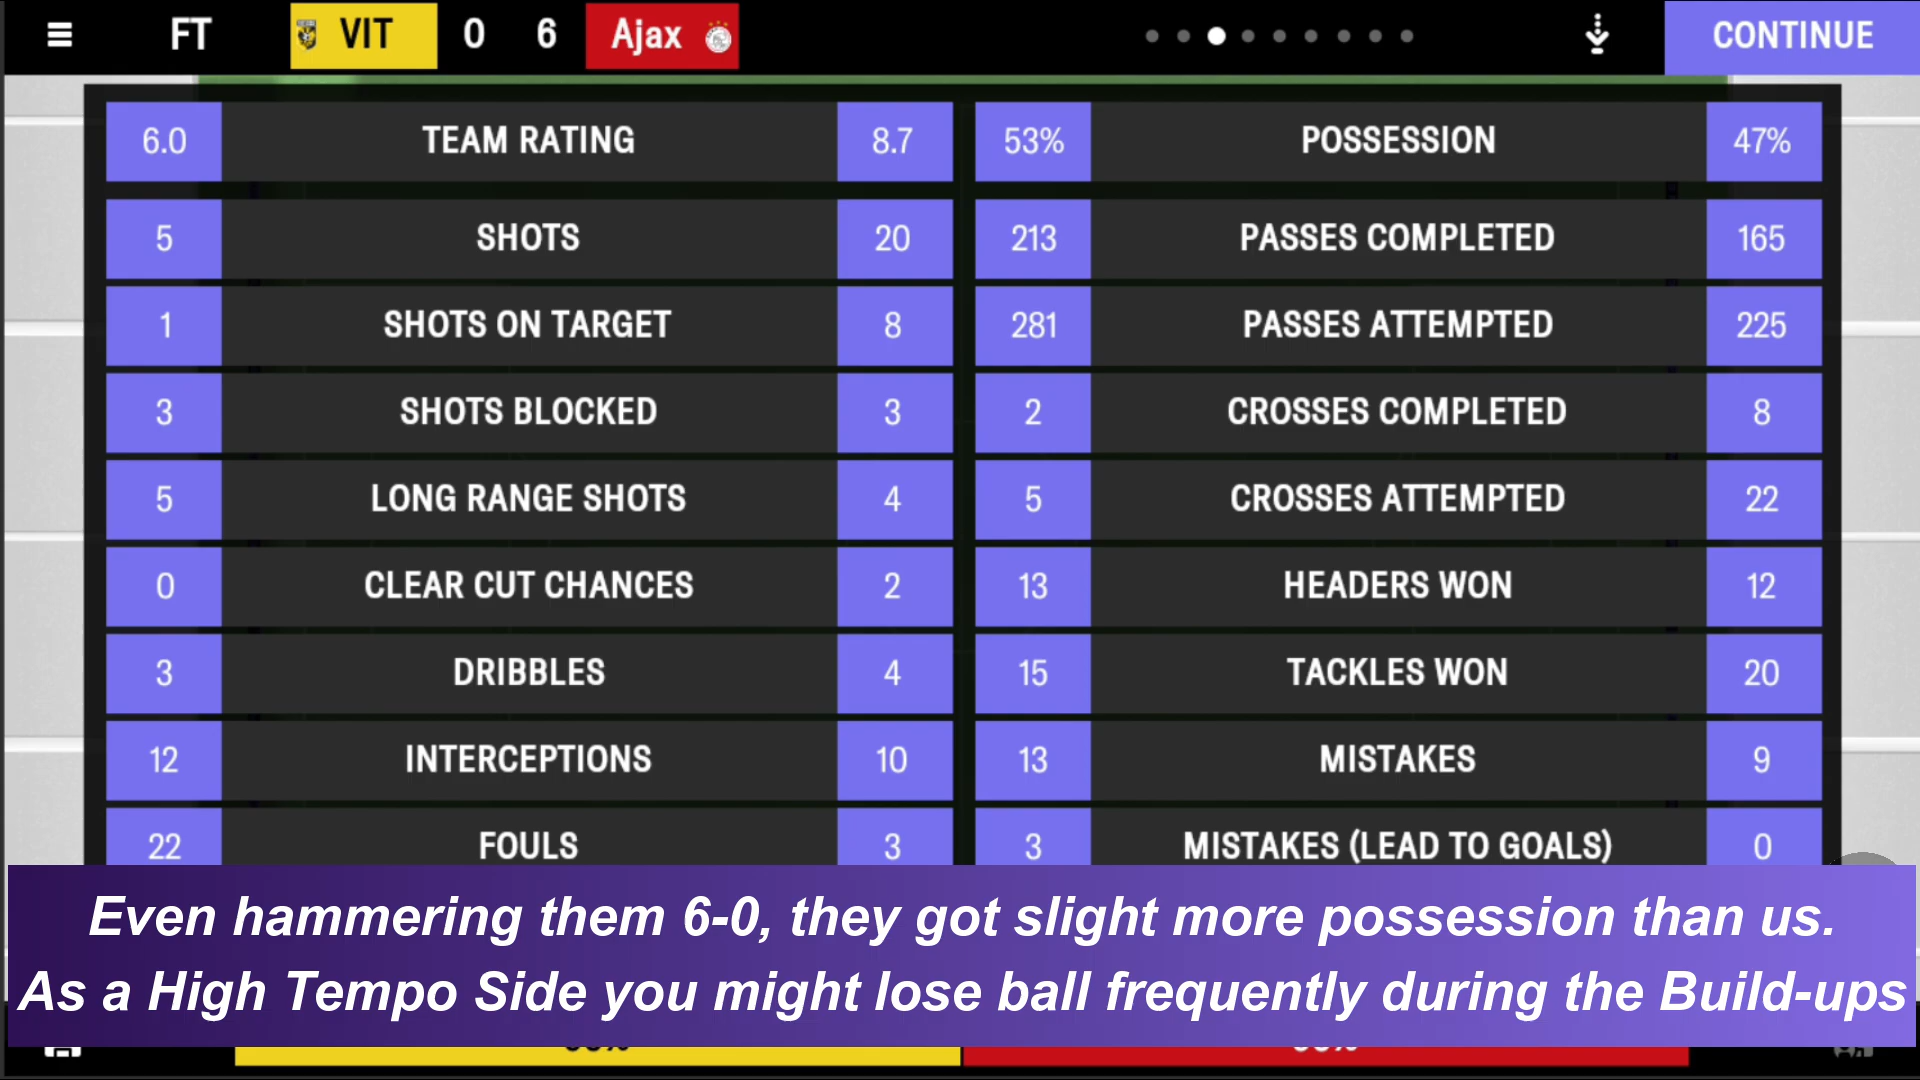 FT VIT 0 6 Ajax CONTINUE
6.0 TEAM RATING 8.7 53% POSSESSION 47%
5 SHOTS 20 213 PASSES COMPLETED 165
1 SHOTS ON TARGET 8 281 PASSES ATTEMPTED 225
3 SHOTS BLOCKED 3 2 CROSSES COMPLETED 8
5 LONG RANGE SHOTS 4 5 CROSSES ATTEMPTED 22
0 CLEAR CUT CHANCES 2 13 HEADERS WON 12
3 DRIBBLES 4 15 TACKLES WON 20
12 INTERCEPTIONS 10 13 MISTAKES 9
22 FOULS 3 3 MISTAKES (LEAD TO GOALS) 0
Even hammering them 6-0, they got slight more possession than us.
As a High Tempo Side you might lose ball frequently during the Build-ups